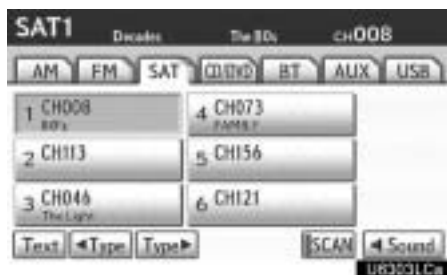 SAT1 Decades The 80s CH008
AM FM SAT CD/DVD BT AUX USB
1 CH008 4 CH073
80's FAMILY
2 CH113 5 CH156
3 CH046 6 CH121
The Light
Text ◄Type Type► SCAN ◄ Sound
U6303LCa